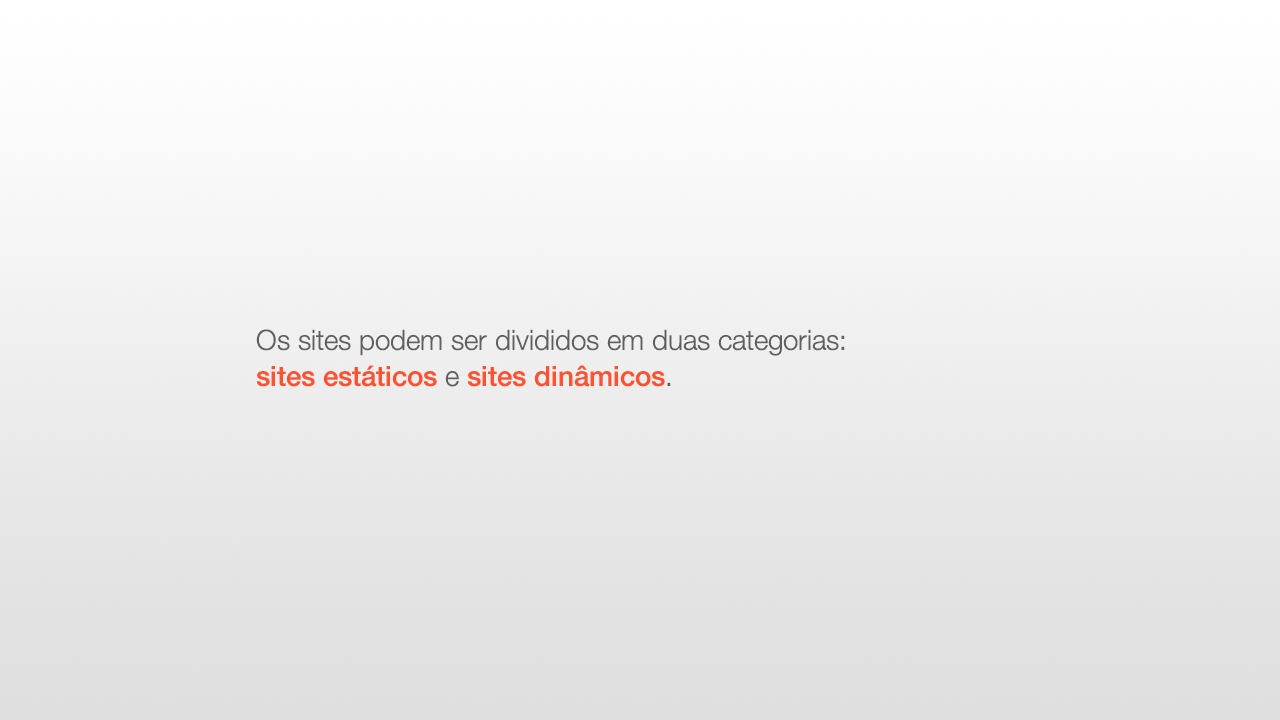 Os sites podem ser divididos em duas categorias:
sites estáticos e sites dinâmicos.